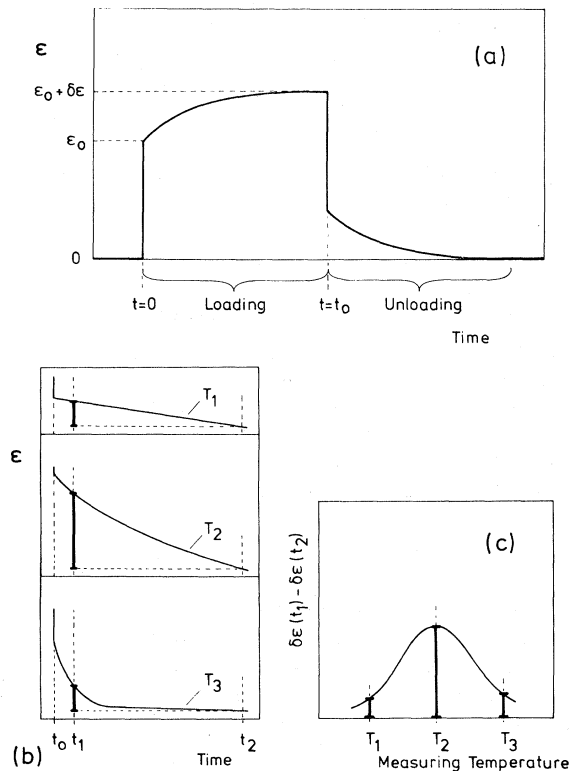 (a)
ε
ε₀ + δε
ε₀
0
t=0
Loading
t=t₀
Unloading
Time
ε
T₁
T₂
T₃
t₀
t₁
Time
t₂
(b)
(c)
δε(t₁) - δε(t₂)
T₁
T₂
T₃
Measuring Temperature